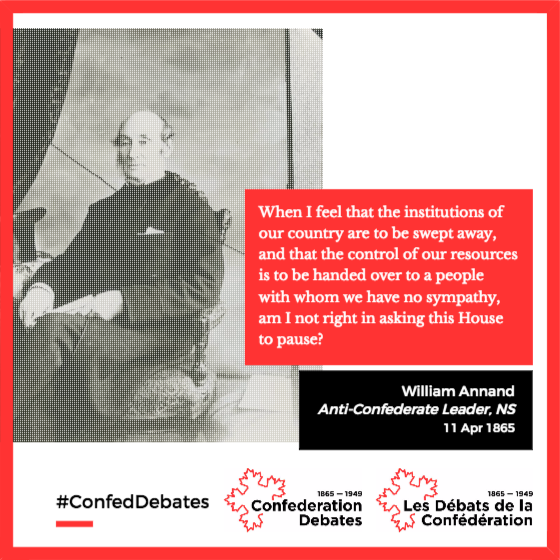 When I feel that the institutions of
our country are to be swept away,
and that the control of our resources
is to be handed over to a people
with whom we have no sympathy,
am I not right in asking this House
to pause?
William Annand
Anti-Confederate Leader, NS
11 Apr 1865
#ConfedDebates
1865 — 1949
Confederation
Debates
1865 — 1949
Les Débats de la
Confédération